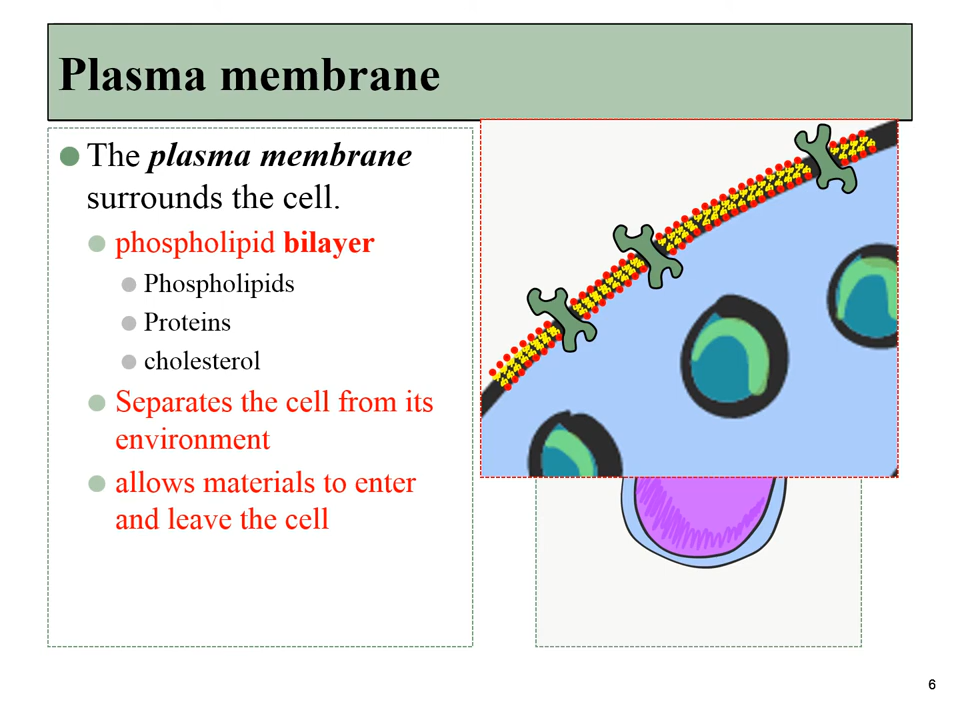 Plasma membrane
The plasma membrane
surrounds the cell.
phospholipid bilayer
Phospholipids
Proteins
cholesterol
Separates the cell from its
environment
allows materials to enter
and leave the cell
6